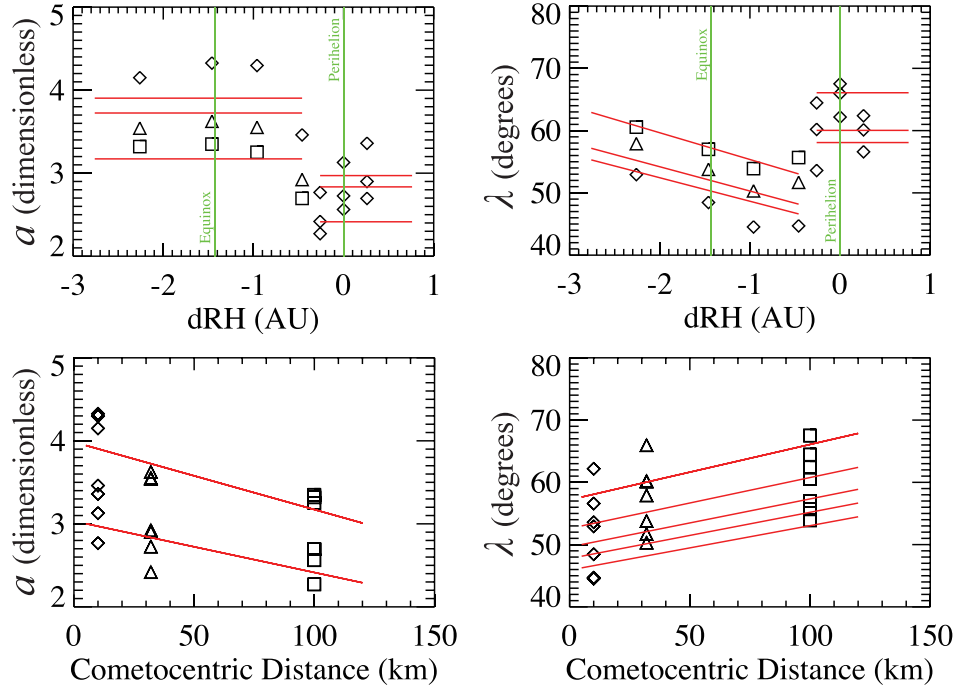 5
4
3
2
a (dimensionless)
Equinox
Perihelion
-3 -2 -1 0 1
dRH (AU)
80
70
60
50
40
λ (degrees)
Equinox
Perihelion
-3 -2 -1 0 1
dRH (AU)
5
4
3
2
a (dimensionless)
0 50 100 150
Cometocentric Distance (km)
80
70
60
50
40
λ (degrees)
0 50 100 150
Cometocentric Distance (km)